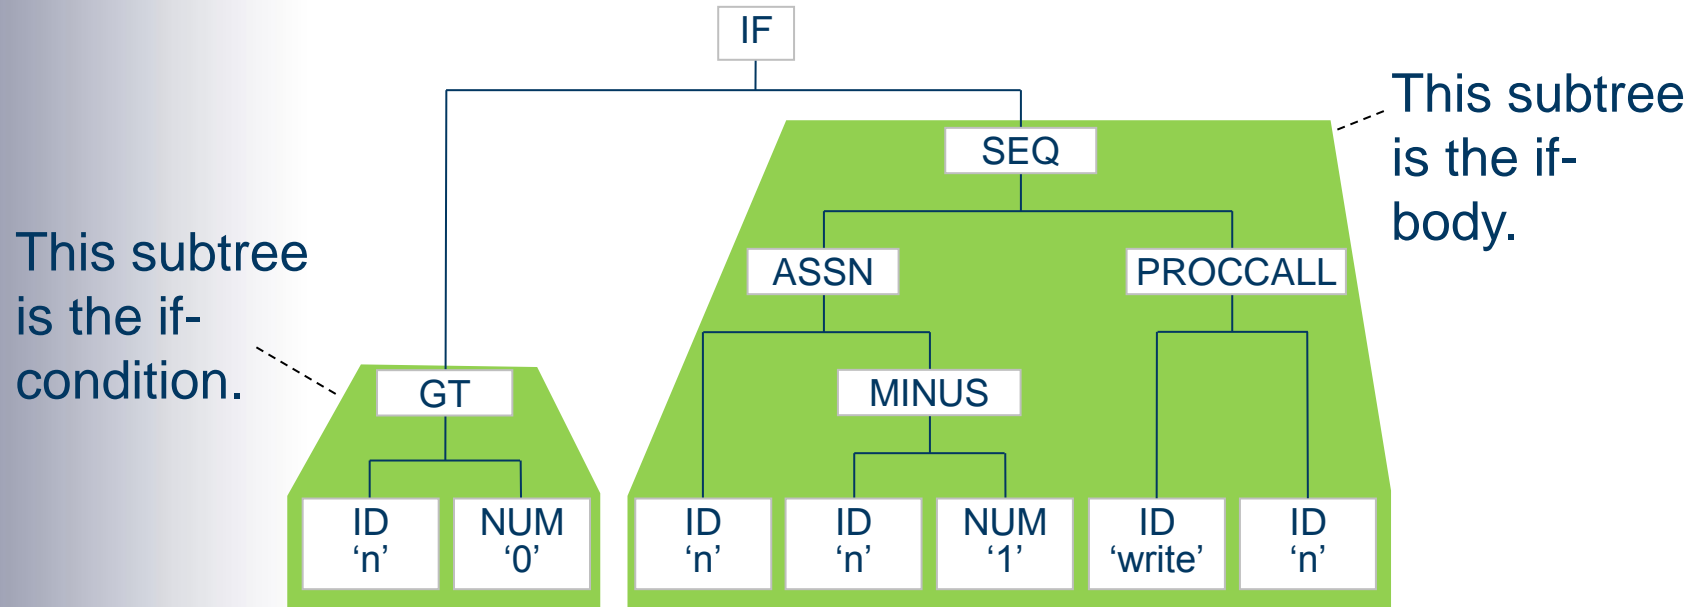 IF
This subtree
is the if-
body.
SEQ
ASSN
PROCCALL
This subtree
is the if-
condition.
GT
MINUS
ID
‘n’
NUM
‘0’
ID
‘n’
ID
‘n’
NUM
‘1’
ID
‘write’
ID
‘n’